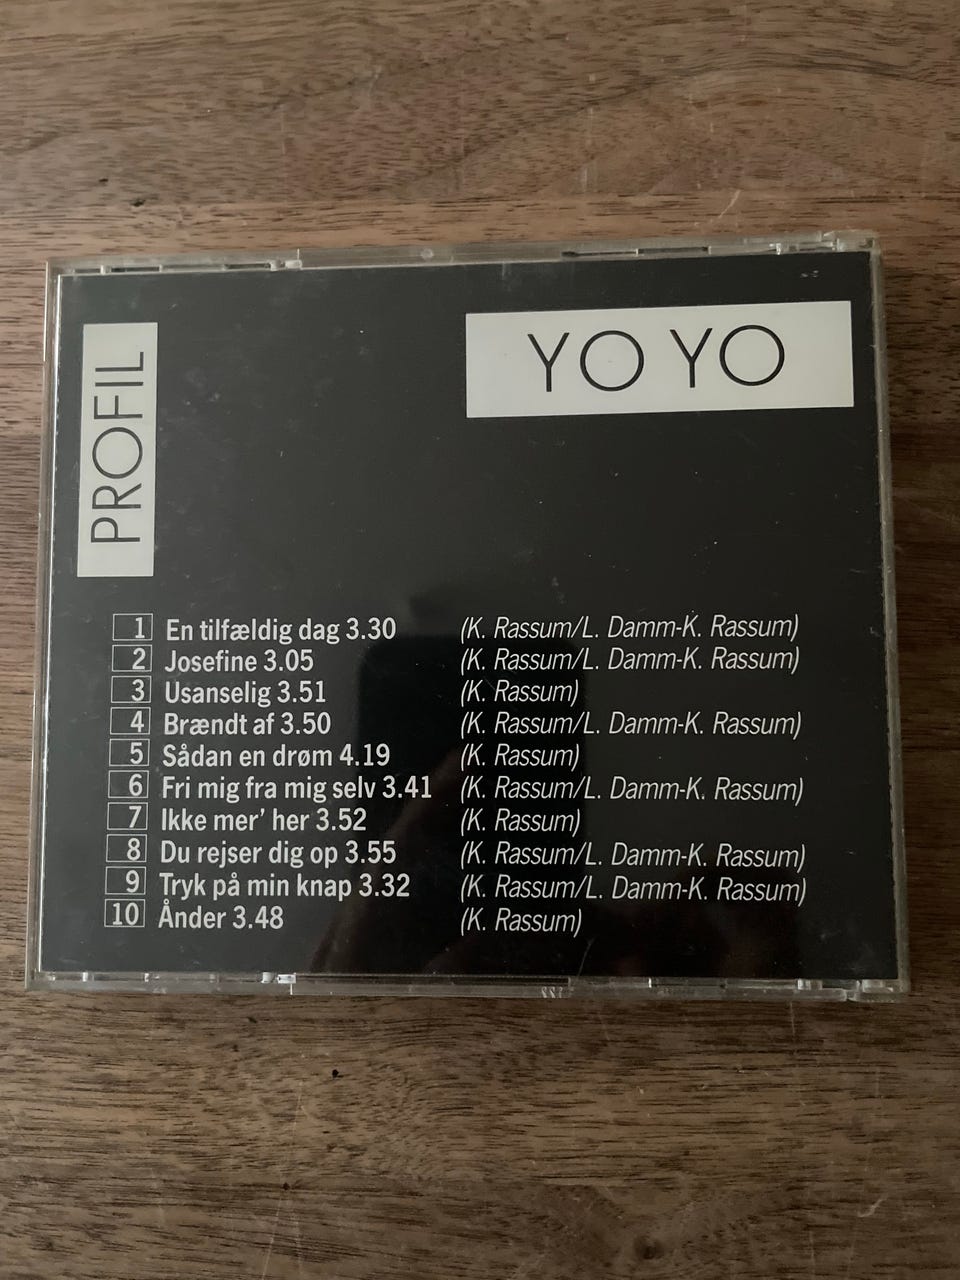 PROFIL
YO YO
1 En tilfældig dag 3.30 (K. Rassum/L. Damm-K. Rassum)
2 Josefine 3.05 (K. Rassum/L. Damm-K. Rassum)
3 Usanselig 3.51 (K. Rassum)
4 Brændt af 3.50 (K. Rassum/L. Damm-K. Rassum)
5 Sådan en drøm 4.19 (K. Rassum)
6 Fri mig fra mig selv 3.41 (K. Rassum/L. Damm-K. Rassum)
7 Ikke mer' her 3.52 (K. Rassum)
8 Du rejser dig op 3.55 (K. Rassum/L. Damm-K. Rassum)
9 Tryk på min knap 3.32 (K. Rassum/L. Damm-K. Rassum)
10 Ånder 3.48 (K. Rassum)